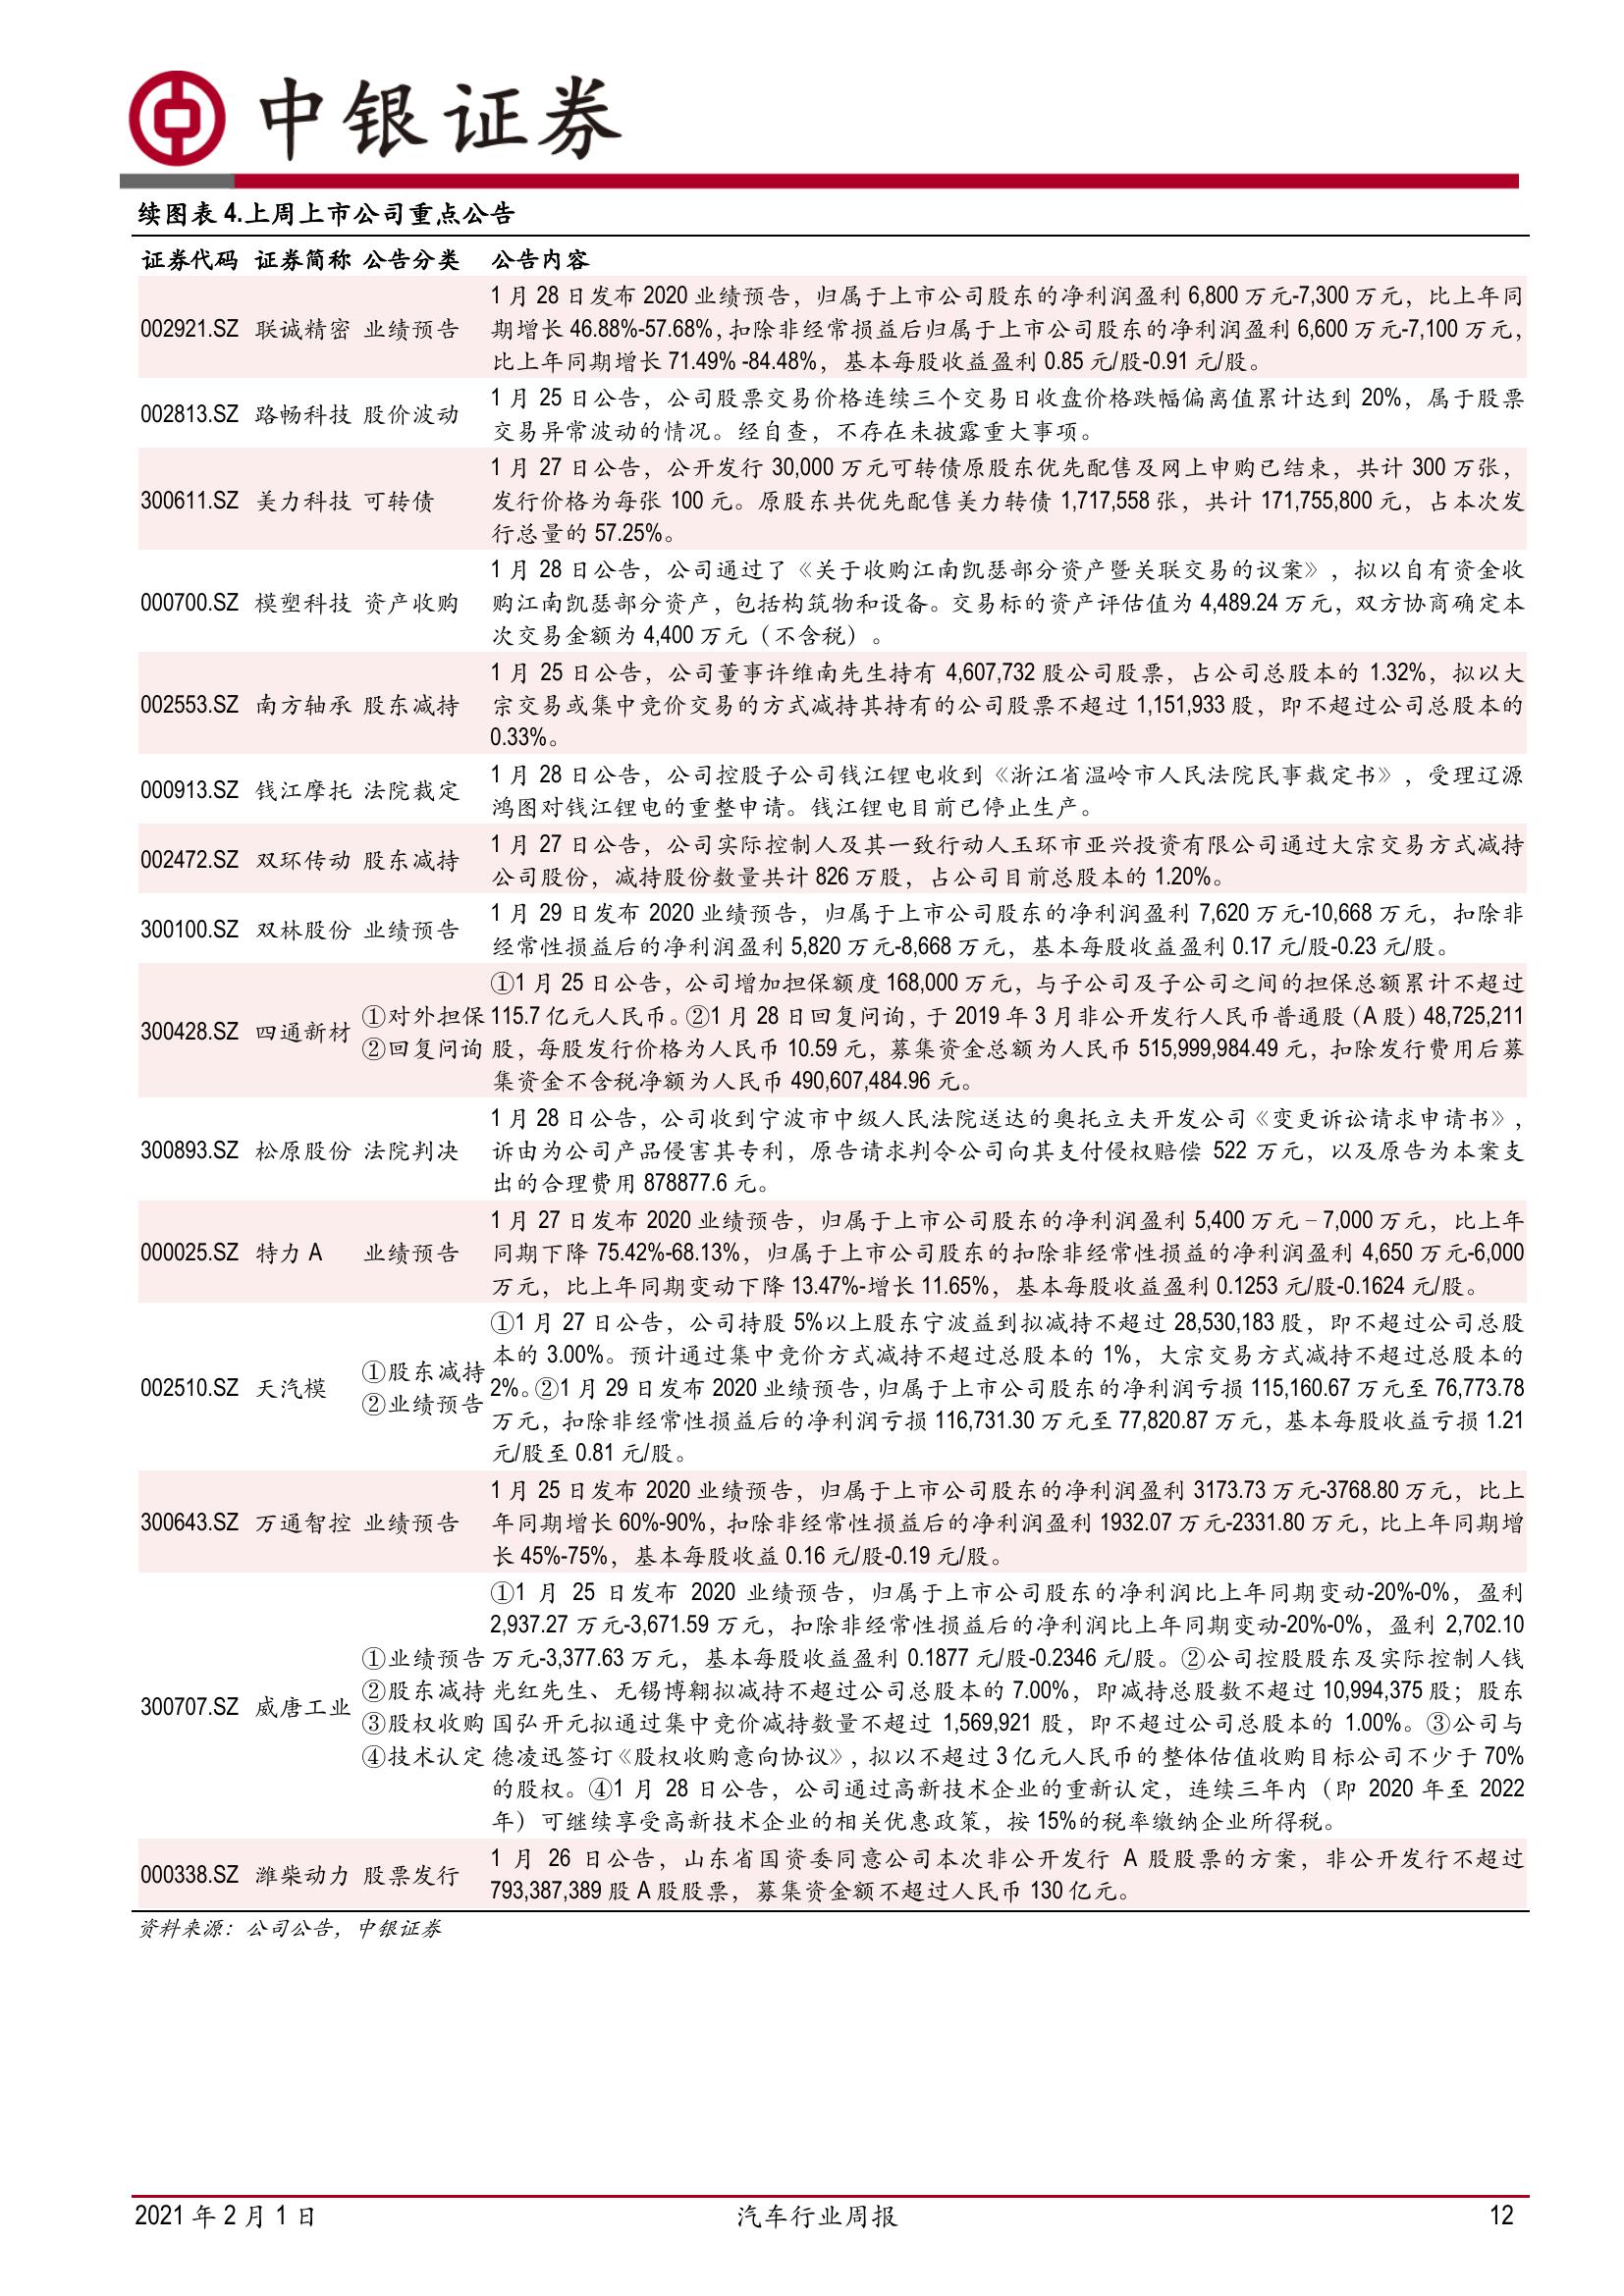 中银证券
续图表 4.上周上市公司重点公告
证券代码 证券简称 公告分类 公告内容
002921.SZ 联诚精密 业绩预告
1 月 28 日发布 2020 业绩预告，归属于上市公司股东的净利润盈利 6,800 万元-7,300 万元，比上年同
期增长 46.88%-57.68%，扣除非经常损益后归属于上市公司股东的净利润盈利 6,600 万元-7,100 万元，
比上年同期增长 71.49% -84.48%，基本每股收益盈利 0.85 元/股-0.91 元/股。
002813.SZ 路畅科技 股价波动
1 月 25 日公告，公司股票交易价格连续三个交易日收盘价格跌幅偏离值累计达到 20%，属于股票
交易异常波动的情况。经自查，不存在未披露重大事项。
300611.SZ 美力科技 可转债
1 月 27 日公告，公开发行 30,000 万元可转债原股东优先配售及网上申购已结束，共计 300 万张，
发行价格为每张 100 元。原股东共优先配售美力转债 1,717,558 张，共计 171,755,800 元，占本次发
行总量的 57.25%。
000700.SZ 模塑科技 资产收购
1 月 28 日公告，公司通过了《关于收购江南凯瑟部分资产暨关联交易的议案》，拟以自有资金收
购江南凯瑟部分资产，包括构筑物和设备。交易标的资产评估值为 4,489.24 万元，双方协商确定本
次交易金额为 4,400 万元（不含税）。
002553.SZ 南方轴承 股东减持
1 月 25 日公告，公司董事许维南先生持有 4,607,732 股公司股票，占公司总股本的 1.32%，拟以大
宗交易或集中竞价交易的方式减持其持有的公司股票不超过 1,151,933 股，即不超过公司总股本的
0.33%。
000913.SZ 钱江摩托 法院裁定
1 月 28 日公告，公司控股子公司钱江锂电收到《浙江省温岭市人民法院民事裁定书》，受理辽源
鸿图对钱江锂电的重整申请。钱江锂电目前已停止生产。
002472.SZ 双环传动 股东减持
1 月 27 日公告，公司实际控制人及其一致行动人玉环市亚兴投资有限公司通过大宗交易方式减持
公司股份，减持股份数量共计 826 万股，占公司目前总股本的 1.20%。
300100.SZ 双林股份 业绩预告
1 月 29 日发布 2020 业绩预告，归属于上市公司股东的净利润盈利 7,620 万元-10,668 万元，扣除非
经常性损益后的净利润盈利 5,820 万元-8,668 万元，基本每股收益盈利 0.17 元/股-0.23 元/股。
300428.SZ 四通新材
①对外担保
②回复问询
①1 月 25 日公告，公司增加担保额度 168,000 万元，与子公司及子公司之间的担保总额累计不超过
115.7 亿元人民币。②1 月 28 日回复问询，于 2019 年 3 月非公开发行人民币普通股（A 股）48,725,211
股，每股发行价格为人民币 10.59 元，募集资金总额为人民币 515,999,984.49 元，扣除发行费用后募
集资金不含税净额为人民币 490,607,484.96 元。
300893.SZ 松原股份 法院判决
1 月 28 日公告，公司收到宁波市中级人民法院送达的奥托立夫开发公司《变更诉讼请求申请书》，
诉由为公司产品侵害其专利，原告请求判令公司向其支付侵权赔偿 522 万元，以及原告为本案支
出的合理费用 878877.6 元。
000025.SZ 特力 A 业绩预告
1 月 27 日发布 2020 业绩预告，归属于上市公司股东的净利润盈利 5,400 万元 – 7,000 万元，比上年
同期下降 75.42%-68.13%，归属于上市公司股东的扣除非经常性损益的净利润盈利 4,650 万元-6,000
万元，比上年同期变动下降 13.47%-增长 11.65%，基本每股收益盈利 0.1253 元/股-0.1624 元/股。
002510.SZ 天汽模
①股东减持
②业绩预告
①1 月 27 日公告，公司持股 5%以上股东宁波益到拟减持不超过 28,530,183 股，即不超过公司总股
本的 3.00%。预计通过集中竞价方式减持不超过总股本的 1%，大宗交易方式减持不超过总股本的
2%。②1 月 29 日发布 2020 业绩预告，归属于上市公司股东的净利润亏损 115,160.67 万元至 76,773.78
万元，扣除非经常性损益后的净利润亏损 116,731.30 万元至 77,820.87 万元，基本每股收益亏损 1.21
元/股至 0.81 元/股。
300643.SZ 万通智控 业绩预告
1 月 25 日发布 2020 业绩预告，归属于上市公司股东的净利润盈利 3173.73 万元-3768.80 万元，比上
年同期增长 60%-90%，扣除非经常性损益后的净利润盈利 1932.07 万元-2331.80 万元，比上年同期增
长 45%-75%，基本每股收益 0.16 元/股-0.19 元/股。
300707.SZ 威唐工业
①业绩预告
②股东减持
③股权收购
④技术认定
①1 月 25 日发布 2020 业绩预告，归属于上市公司股东的净利润比上年同期变动-20%-0%，盈利
2,937.27 万元-3,671.59 万元，扣除非经常性损益后的净利润比上年同期变动-20%-0%，盈利 2,702.10
万元-3,377.63 万元，基本每股收益盈利 0.1877 元/股-0.2346 元/股。②公司控股股东及实际控制人钱
光红先生、无锡博翱拟减持不超过公司总股本的 7.00%，即减持总股数不超过 10,994,375 股；股东
国弘开元拟通过集中竞价减持数量不超过 1,569,921 股，即不超过公司总股本的 1.00%。③公司与
德凌迅签订《股权收购意向协议》，拟以不超过 3 亿元人民币的整体估值收购目标公司不少于 70%
的股权。④1 月 28 日公告，公司通过高新技术企业的重新认定，连续三年内（即 2020 年至 2022
年）可继续享受高新技术企业的相关优惠政策，按 15%的税率缴纳企业所得税。
000338.SZ 潍柴动力 股票发行
1 月 26 日公告，山东省国资委同意公司本次非公开发行 A 股股票的方案，非公开发行不超过
793,387,389 股 A 股股票，募集资金额不超过人民币 130 亿元。
资料来源：公司公告，中银证券
2021 年 2 月 1 日 汽车行业周报 12